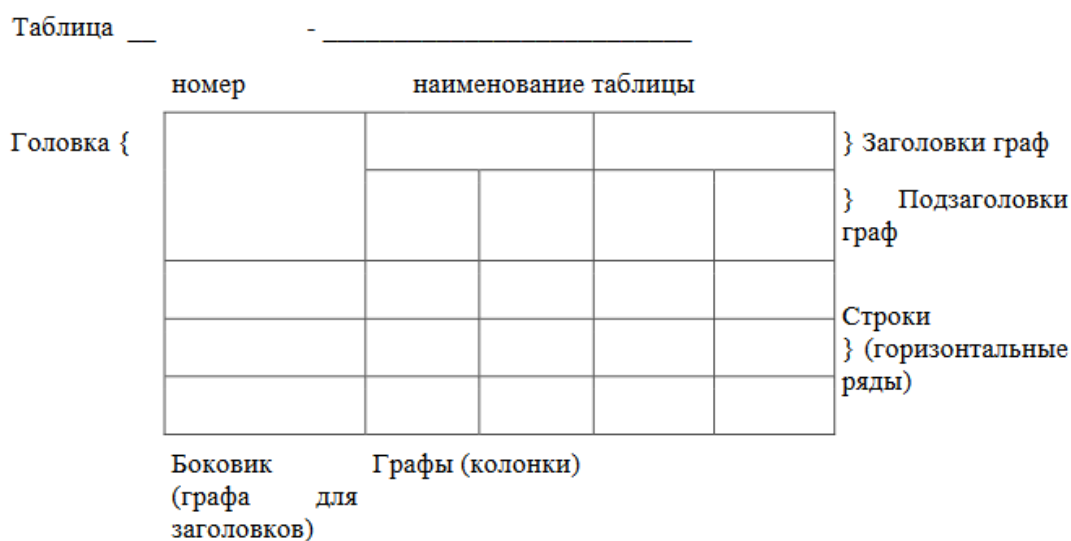 Таблица __ - __________________________
номер наименование таблицы
Головка { } Заголовки граф
} Подзаголовки
граф
Строки
} (горизонтальные
ряды)
Боковик Графы (колонки)
(графа для
заголовков)